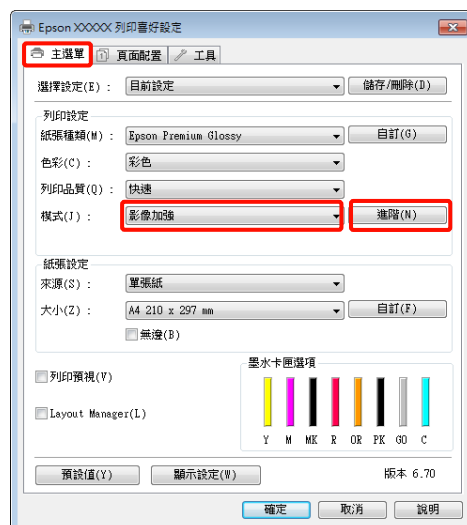 Epson XXXXX 列印喜好設定
主選單 頁面配置 工具
選擇設定(E) : 目前設定 儲存/刪除(D)
列印設定
紙張種類(M) : Epson Premium Glossy 自訂(G)
色彩(C) : 彩色
列印品質(Q) : 快速
模式(J) : 影像加強 進階(N)
紙張設定
來源(S) : 單張紙
大小(Z) : A4 210 x 297 mm 自訂(F)
無邊(B)
墨水卡匣選項
列印預視(V)
Layout Manager(L)
Y M MK R OR PK GO C
預設值(Y) 顯示設定(W) 版本 6.70
確定 取消 說明